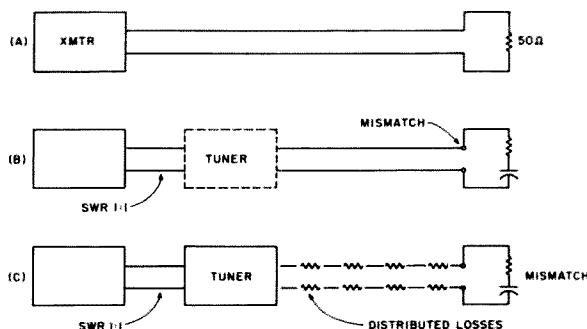 (A)
XMTR
50Ω
(B)
TUNER
MISMATCH
SWR 1:1
(C)
TUNER
MISMATCH
SWR 1:1
DISTRIBUTED LOSSES